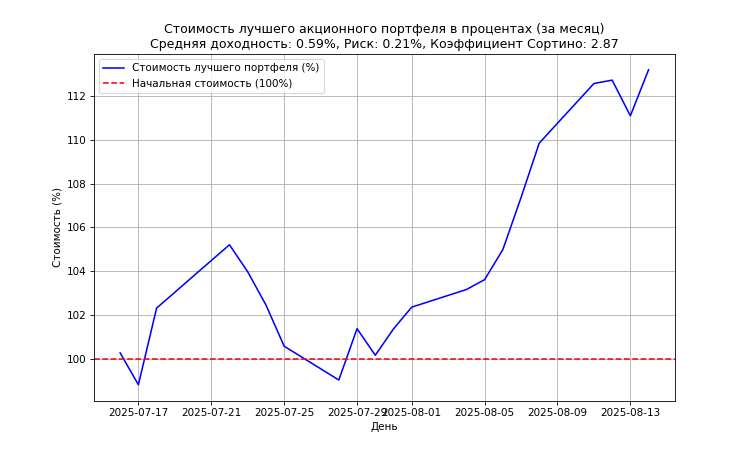 Стоимость лучшего акционного портфеля в процентах (за месяц)
Средняя доходность: 0.59%, Риск: 0.21%, Коэффициент Сортино: 2.87
Стоимость лучшего портфеля (%)
Начальная стоимость (100%)
Стоимость (%)
112
110
108
106
104
102
100
2025-07-17 2025-07-21 2025-07-25 2025-07-29 2025-08-01 2025-08-05 2025-08-09 2025-08-13
День